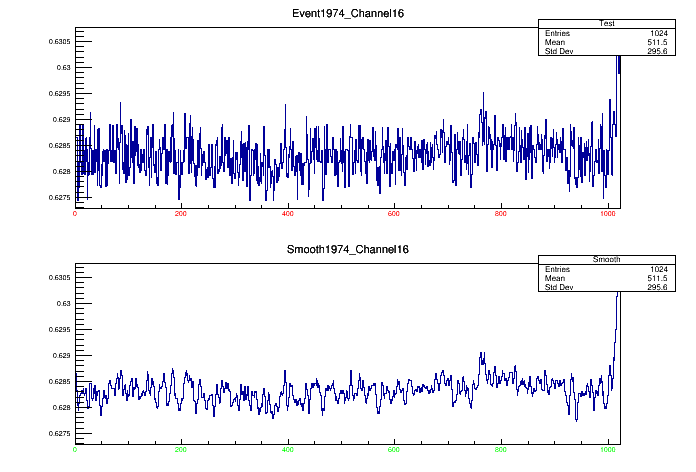 Event1974_Channel16
Test
Entries 1024
Mean 511.5
Std Dev 295.6
0.6305
0.63
0.6295
0.629
0.6285
0.628
0.6275
0 200 400 600 800 1000
Smooth1974_Channel16
Smooth
Entries 1024
Mean 511.5
Std Dev 295.6
0.6305
0.63
0.6295
0.629
0.6285
0.628
0.6275
0 200 400 600 800 1000